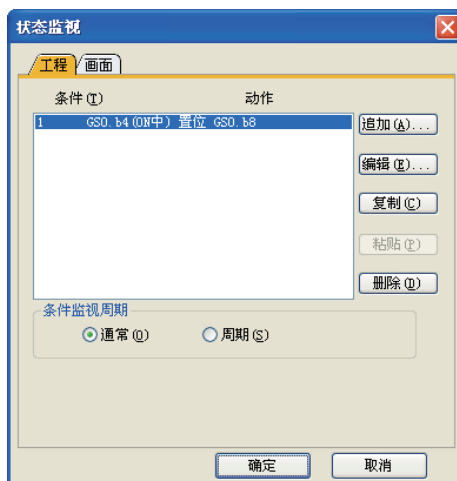 状态监视
工程 画面
条件(T) 动作
1 GS0.b4(ON中) 置位 GS0.b8
追加(A)...
编辑(E)...
复制(C)
粘贴(P)
删除(D)
条件监视周期
通常(O) 周期(S)
确定 取消